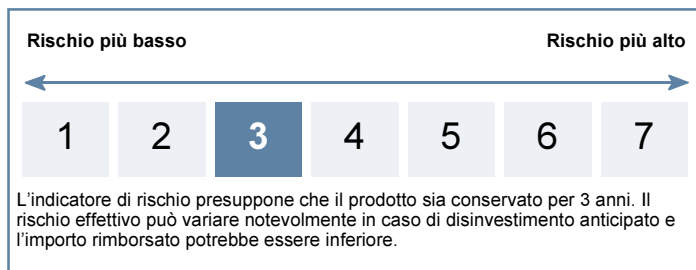 Rischio più basso Rischio più alto
1 2 3 4 5 6 7
L'indicatore di rischio presuppone che il prodotto sia conservato per 3 anni. Il
rischio effettivo può variare notevolmente in caso di disinvestimento anticipato e
l'importo rimborsato potrebbe essere inferiore.